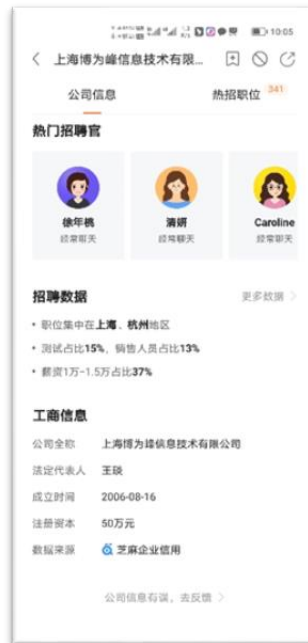 10:05
上海博为峰信息技术有限...
公司信息
热招职位 341
热门招聘官
徐年桃
清妍
Caroline
经常聊天
经常聊天
经常聊天
招聘数据
更多数据 >
• 职位集中在上海、杭州地区
• 测试占比15%，销售人员占比13%
• 薪资1万-1.5万占比37%
工商信息
公司全称 上海博为峰信息技术有限公司
法定代表人 王琰
成立时间 2006-08-16
注册资本 50万元
数据来源 芝麻企业信用
公司信息有误，去反馈 >